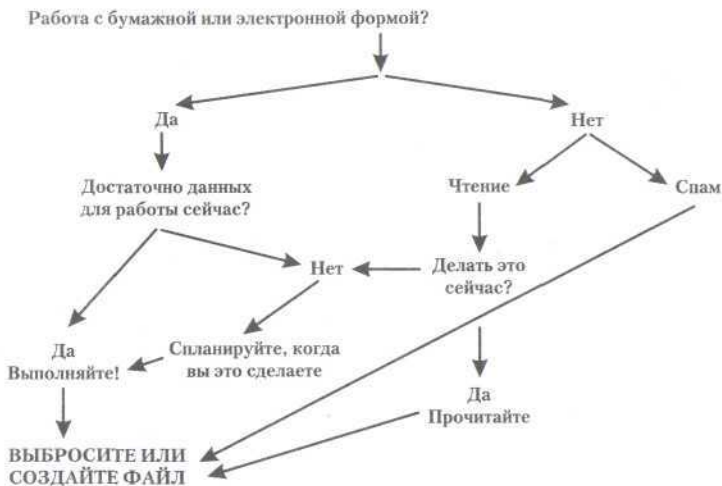 Работа с бумажной или электронной формой?
Да
Нет
Достаточно данных
для работы сейчас?
Чтение
Спам
Нет
Делать это
сейчас?
Да
Выполняйте!
Спланируйте, когда
вы это сделаете
Да
Прочитайте
ВЫБРОСИТЕ ИЛИ
СОЗДАЙТЕ ФАЙЛ